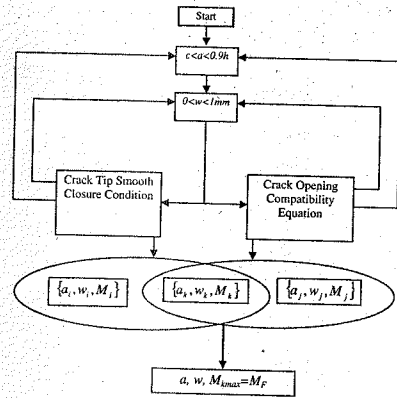 Start
c<a<0.9h
0<w<1mm
Crack Tip Smooth
Closure Condition
Crack Opening
Compatibility
Equation
{a_i, w_i, M_i}
{a_k, w_k, M_k}
{a_j, w_j, M_j}
a, w, M_kmax=M_F